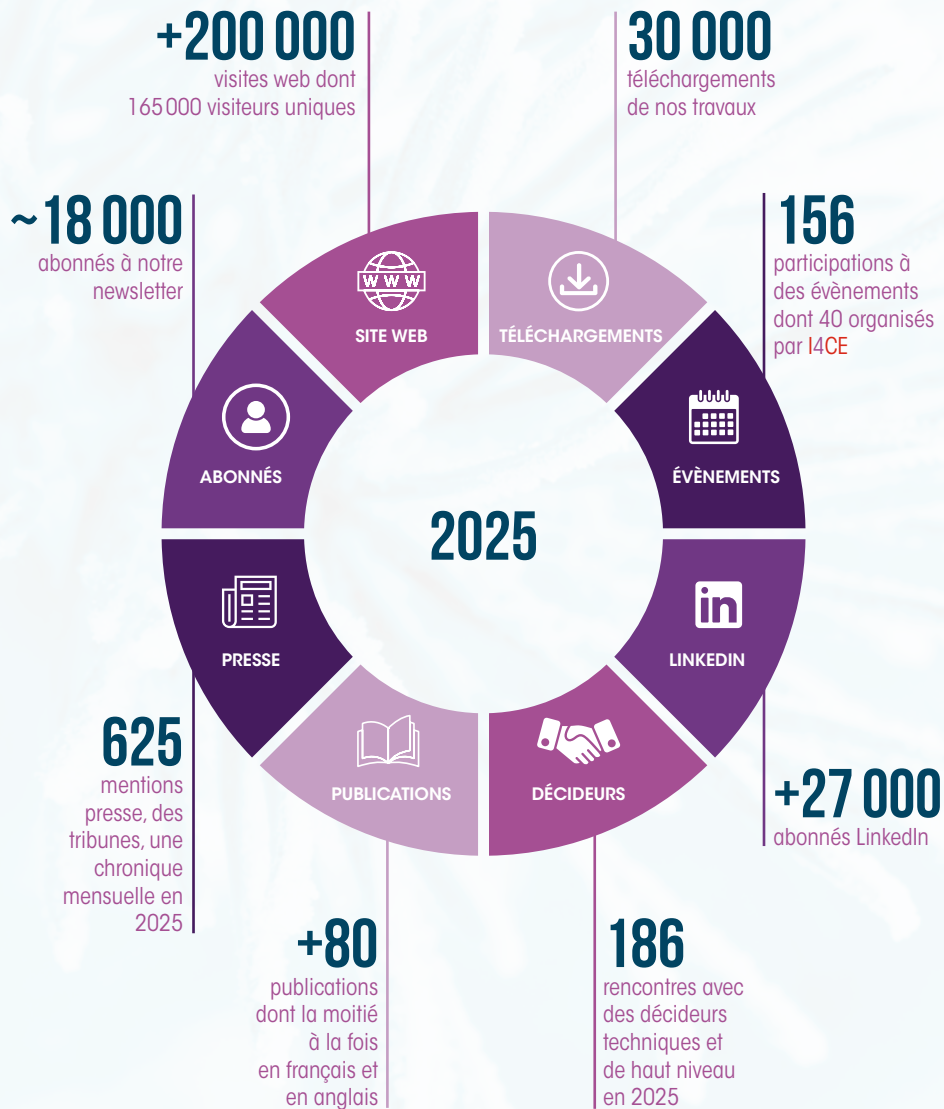 +200 000
visites web dont
165 000 visiteurs uniques
30 000
téléchargements
de nos travaux
~18 000
abonnés à notre
newsletter
156
participations à
des évènements
dont 40 organisés
par I4CE
WWW
SITE WEB
TÉLÉCHARGEMENTS
ABONNÉS
ÉVÈNEMENTS
2025
PRESSE
in
LINKEDIN
PUBLICATIONS
DÉCIDEURS
625
mentions
presse, des
tribunes, une
chronique
mensuelle en
2025
+27 000
abonnés LinkedIn
+80
publications
dont la moitié
à la fois
en français et
en anglais
186
rencontres avec
des décideurs
techniques et
de haut niveau
en 2025